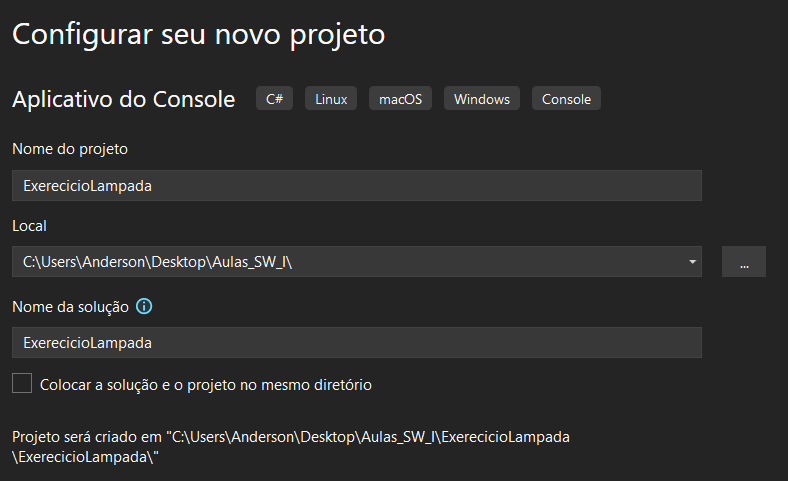 Configurar seu novo projeto
Aplicativo do Console C# Linux macOS Windows Console
Nome do projeto
ExerecicioLampada
Local
C:\Users\Anderson\Desktop\Aulas_SW_I\
...
Nome da solução
ExerecicioLampada
Colocar a solução e o projeto no mesmo diretório
Projeto será criado em "C:\Users\Anderson\Desktop\Aulas_SW_I\ExerecicioLampada
\ExerecicioLampada\"